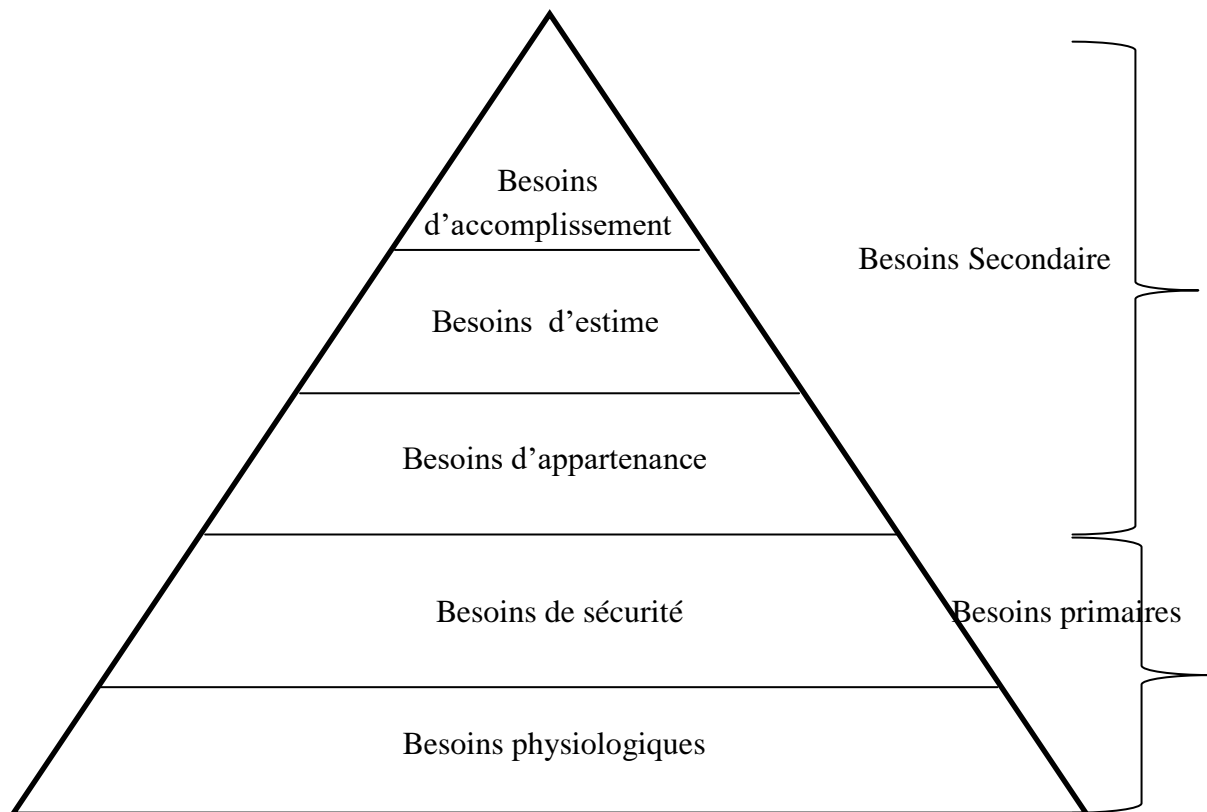 Besoins
d’accomplissement
Besoins Secondaire
Besoins  d’estime
Besoins d’appartenance
Besoins de sécurité
Besoins primaires
Besoins physiologiques